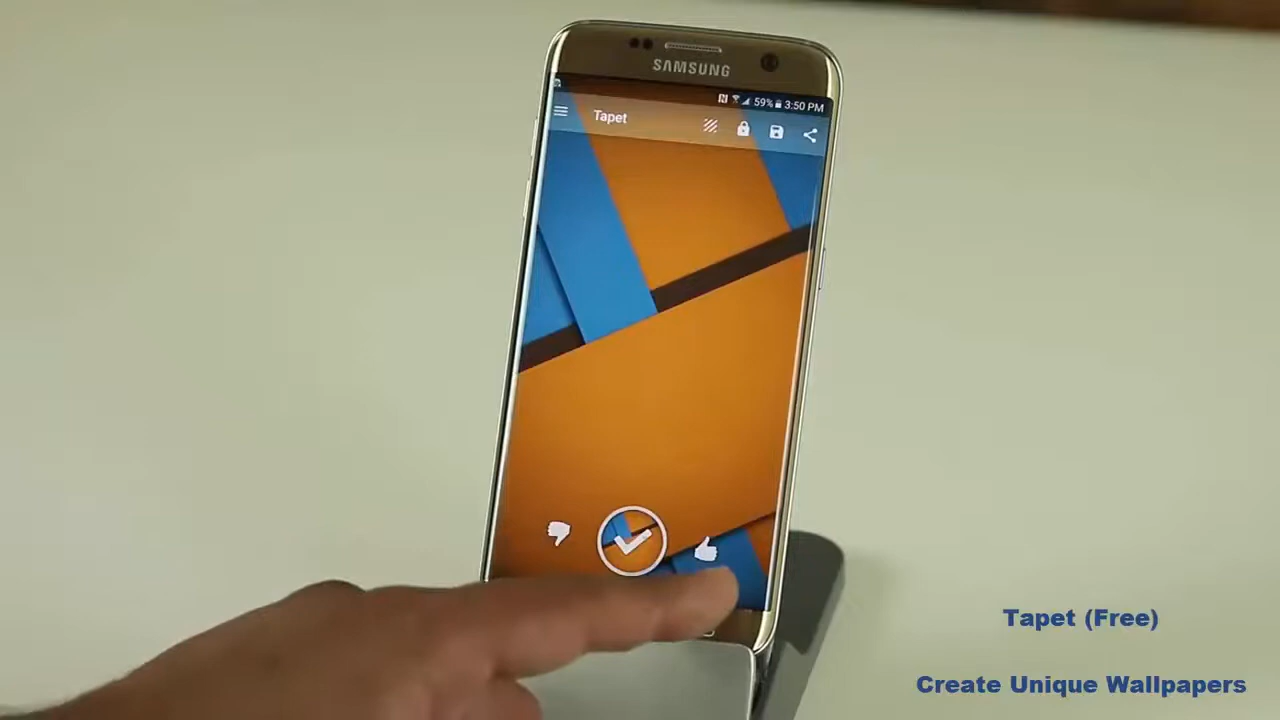 SAMSUNG
59% 3:50 PM
Tapet
Tapet (Free)
Create Unique Wallpapers